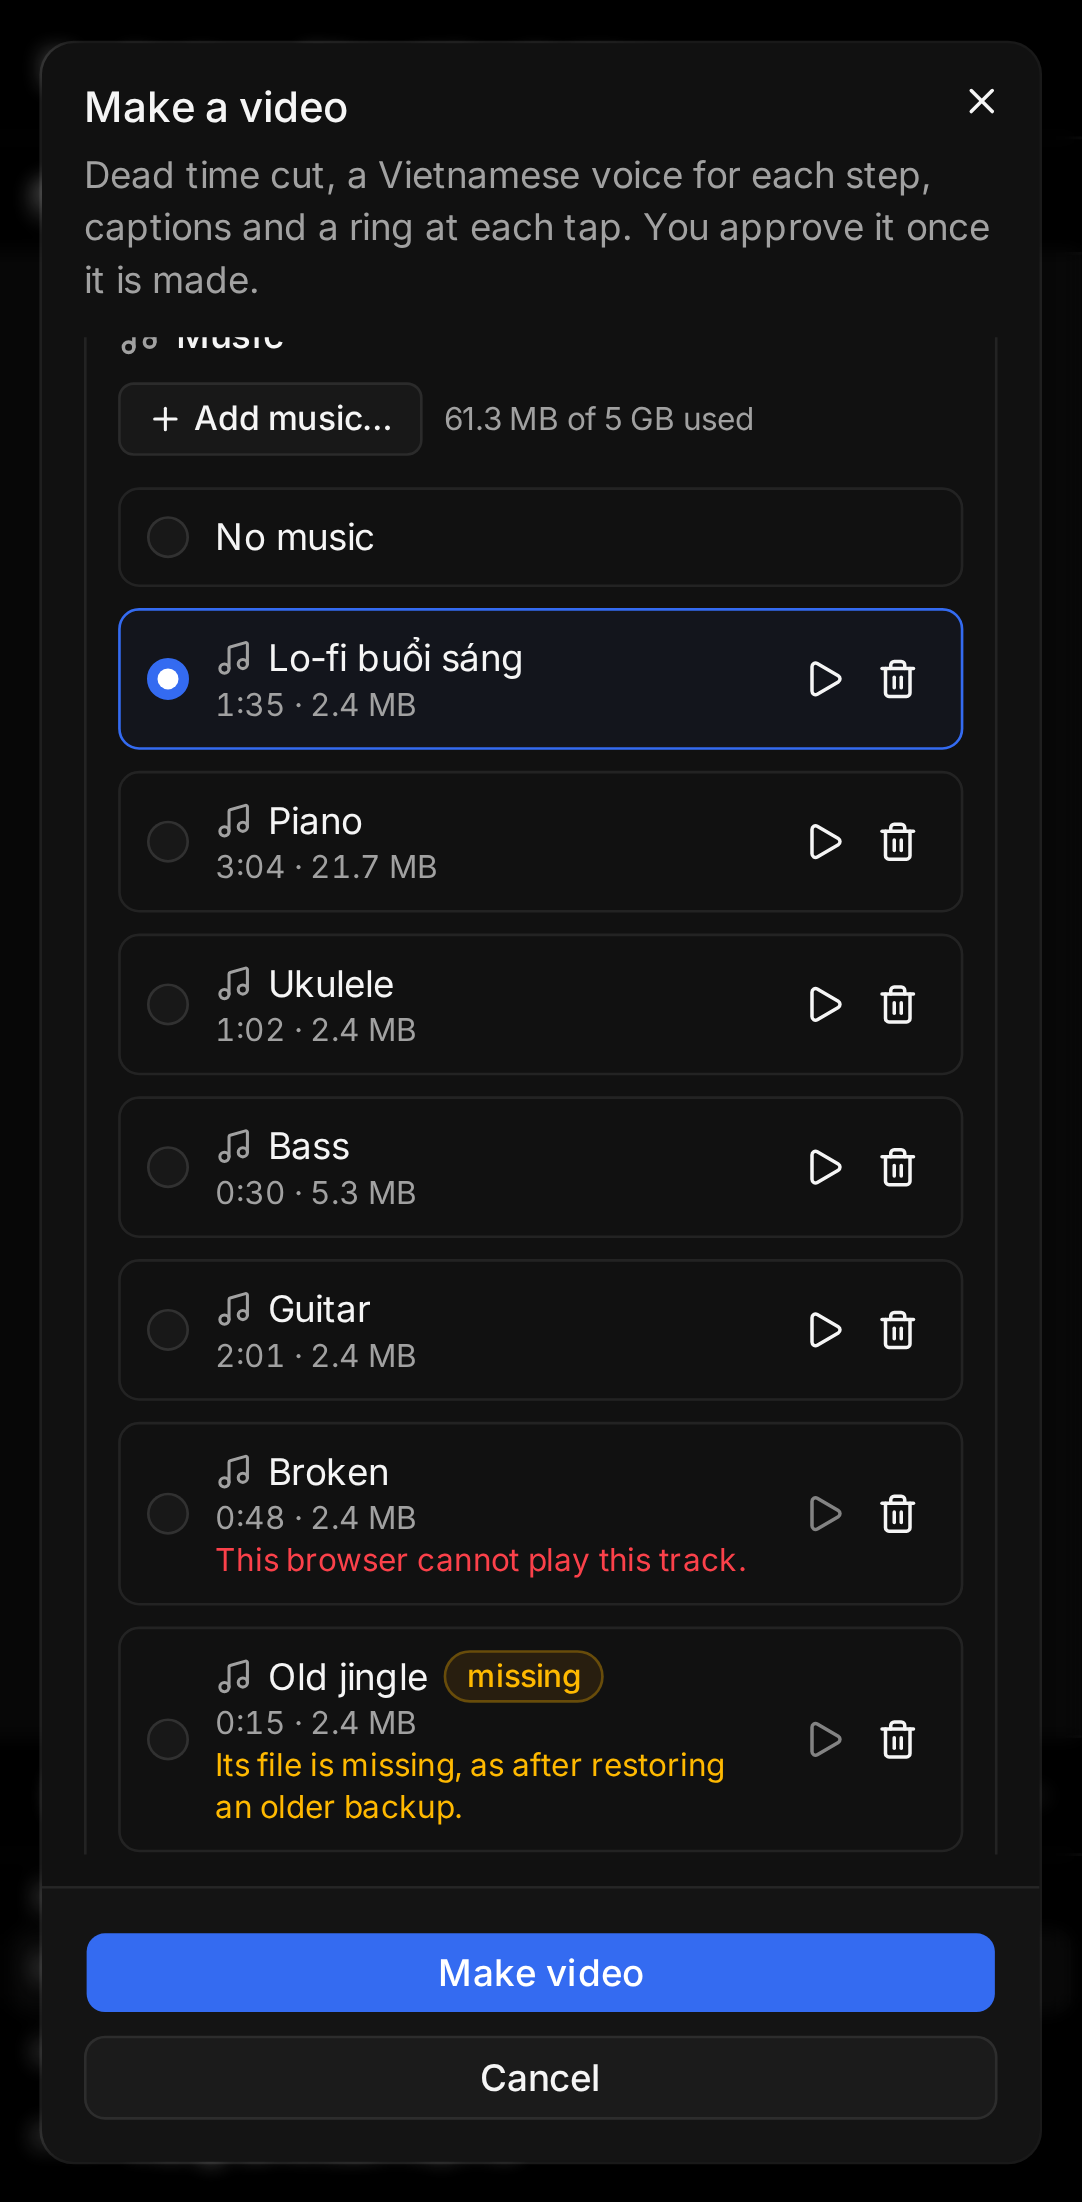 Make a video
Dead time cut, a Vietnamese voice for each step,
captions and a ring at each tap. You approve it once
it is made.
Music
Add music...
61.3 MB of 5 GB used
No music
Lo-fi buổi sáng
1:35 · 2.4 MB
Piano
3:04 · 21.7 MB
Ukulele
1:02 · 2.4 MB
Bass
0:30 · 5.3 MB
Guitar
2:01 · 2.4 MB
Broken
0:48 · 2.4 MB
This browser cannot play this track.
Old jingle missing
0:15 · 2.4 MB
Its file is missing, as after restoring
an older backup.
Make video
Cancel